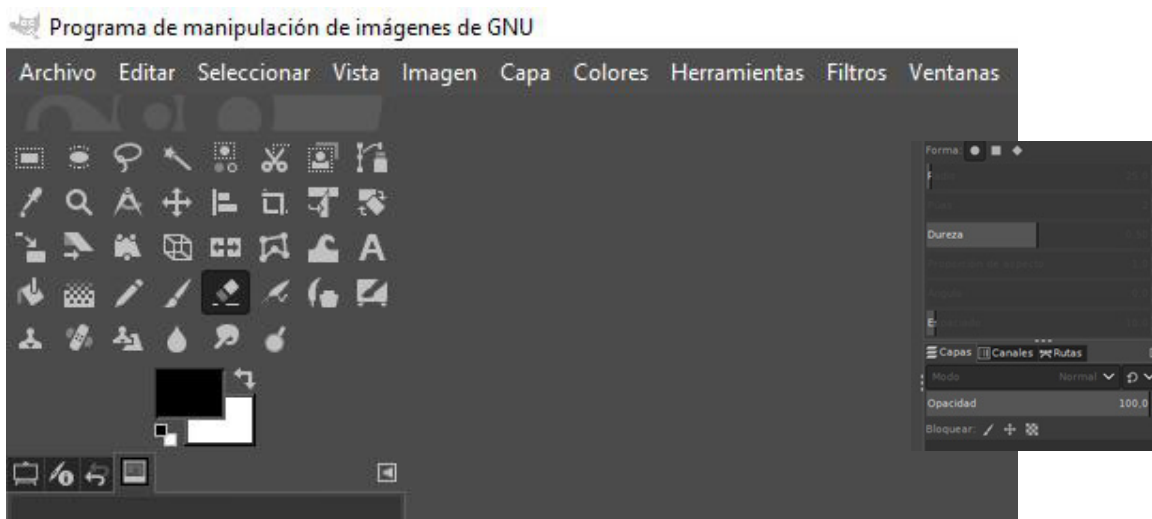 Programa de manipulación de imágenes de GNU
Archivo Editar Seleccionar Vista Imagen Capa Colores Herramientas Filtros Ventanas
Forma:
Dureza
Capas Canales Rutas
Modo Normal
Opacidad 100,0
Bloquear: